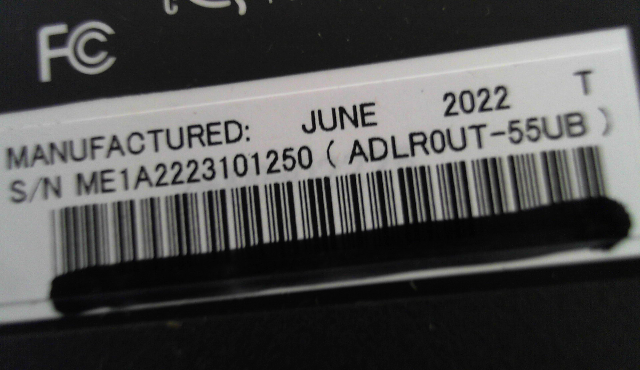 FC
MANUFACTURED: JUNE 2022 T
S/N ME1A2223101250 ( ADLR0UT-55UB )